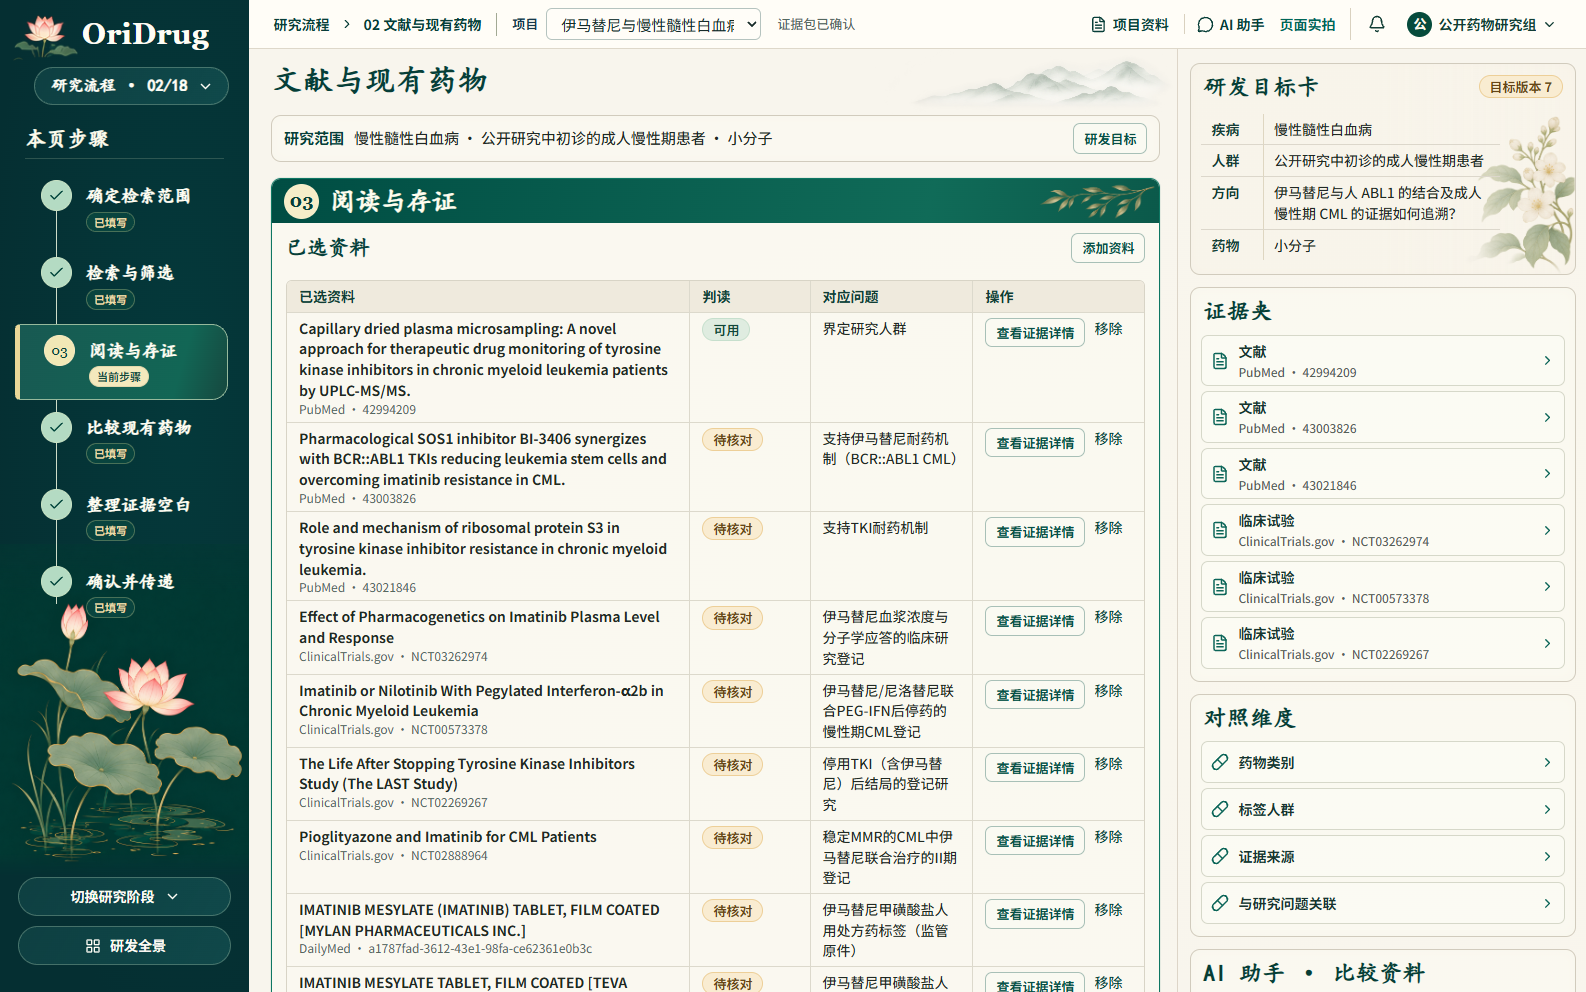 OriDrug
研究流程 • 02/18
本页步骤
确定检索范围
已填写
检索与筛选
已填写
03 阅读与存证
当前步骤
比较现有药物
已填写
整理证据空白
已填写
确认并传递
已填写
切换研究阶段
研发全景
研究流程 > 02 文献与现有药物 项目 伊马替尼与慢性髓性白血病 证据包已确认
项目资料 AI 助手 页面实拍 公 公开药物研究组
文献与现有药物
研究范围 慢性髓性白血病 • 公开研究中初诊的成人慢性期患者 • 小分子 研发目标
03 阅读与存证
已选资料 添加资料
已选资料 判读 对应问题 操作
Capillary dried plasma microsampling: A novel
approach for therapeutic drug monitoring of tyrosine
kinase inhibitors in chronic myeloid leukemia patients
by UPLC-MS/MS.
PubMed • 42994209
可用
界定研究人群
查看证据详情 移除
Pharmacological SOS1 inhibitor BI-3406 synergizes
with BCR::ABL1 TKIs reducing leukemia stem cells and
overcoming imatinib resistance in CML.
PubMed • 43003826
待核对
支持伊马替尼耐药机
制（BCR::ABL1 CML）
查看证据详情 移除
Role and mechanism of ribosomal protein S3 in
tyrosine kinase inhibitor resistance in chronic myeloid
leukemia.
PubMed • 43021846
待核对
支持TKI耐药机制
查看证据详情 移除
Effect of Pharmacogenetics on Imatinib Plasma Level
and Response
ClinicalTrials.gov • NCT03262974
待核对
伊马替尼血浆浓度与
分子学应答的临床研
究登记
查看证据详情 移除
Imatinib or Nilotinib With Pegylated Interferon-α2b in
Chronic Myeloid Leukemia
ClinicalTrials.gov • NCT00573378
待核对
伊马替尼/尼洛替尼联
合PEG-IFN后停药的
慢性期CML登记
查看证据详情 移除
The Life After Stopping Tyrosine Kinase Inhibitors
Study (The LAST Study)
ClinicalTrials.gov • NCT02269267
待核对
停用TKI（含伊马替
尼）后结局的登记研
究
查看证据详情 移除
Pioglityazone and Imatinib for CML Patients
ClinicalTrials.gov • NCT02888964
待核对
稳定MMR的CML中伊
马替尼联合治疗的II期
登记
查看证据详情 移除
IMATINIB MESYLATE (IMATINIB) TABLET, FILM COATED
[MYLAN PHARMACEUTICALS INC.]
DailyMed • a1787fad-3612-43e1-98fa-ce62361e0b3c
待核对
伊马替尼甲磺酸盐人
用处方药标签（监管
原件）
查看证据详情 移除
IMATINIB MESYLATE TABLET, FILM COATED [TEVA
待核对
伊马替尼甲磺酸盐人
查看证据详情 移除
研发目标卡 目标版本 7
疾病 慢性髓性白血病
人群 公开研究中初诊的成人慢性期患者
方向 伊马替尼与人 ABL1 的结合及成人
慢性期 CML 的证据如何追溯？
药物 小分子
证据夹
文献
PubMed • 42994209
文献
PubMed • 43003826
文献
PubMed • 43021846
临床试验
ClinicalTrials.gov • NCT03262974
临床试验
ClinicalTrials.gov • NCT00573378
临床试验
ClinicalTrials.gov • NCT02269267
对照维度
药物类别
标签人群
证据来源
与研究问题关联
AI 助手 • 比较资料